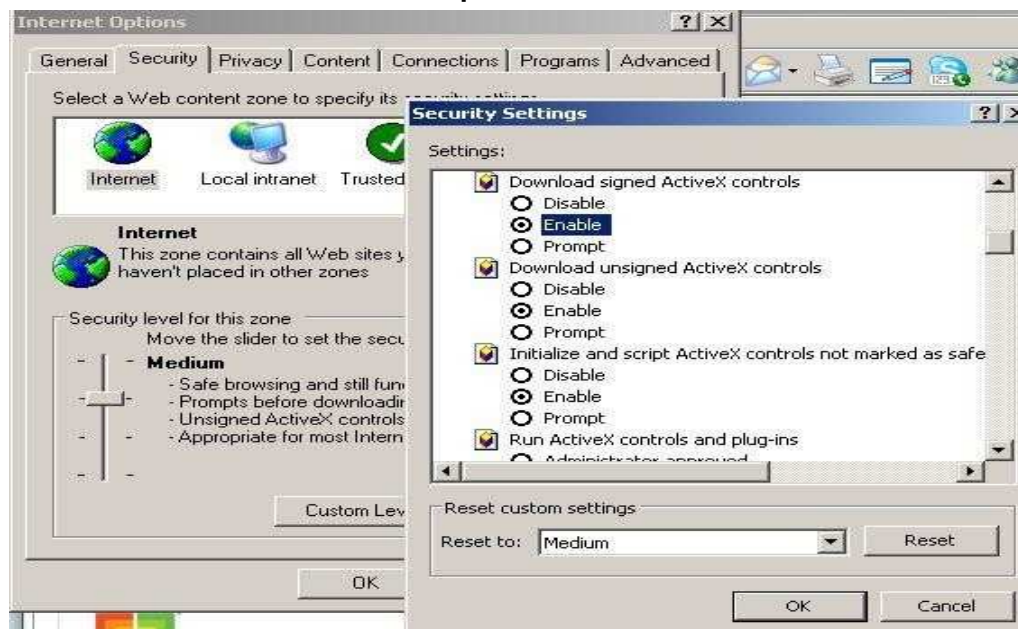 Internet Options
General Security Privacy Content Connections Programs Advanced
Select a Web content zone to specify its security settings
Internet Local intranet Trusted
Internet
This zone contains all Web sites y
haven't placed in other zones
Security level for this zone
Move the slider to set the secu
Medium
- Safe browsing and still fun
- Prompts before downloadin
- Unsigned ActiveX controls
- Appropriate for most Intern
Custom Lev
OK
Security Settings
Settings:
Download signed ActiveX controls
Disable
Enable
Prompt
Download unsigned ActiveX controls
Disable
Enable
Prompt
Initialize and script ActiveX controls not marked as safe
Disable
Enable
Prompt
Run ActiveX controls and plug-ins
Administrator approved
Reset custom settings
Reset to: Medium Reset
OK Cancel